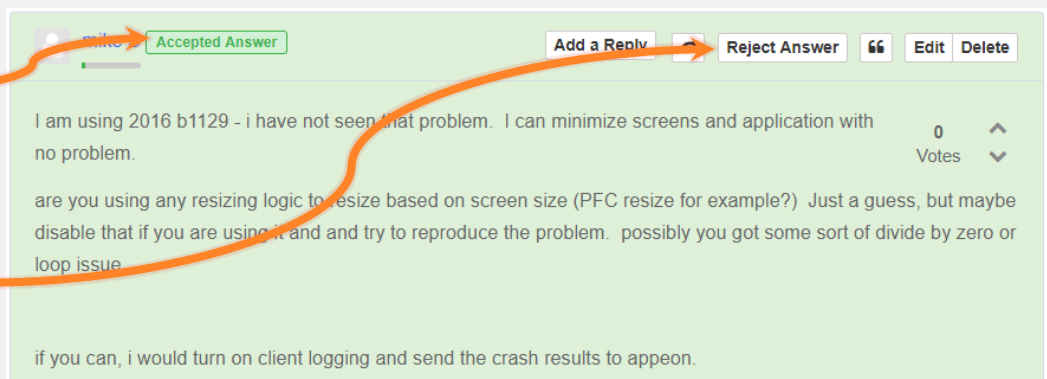 mike Accepted Answer Add a Reply Reject Answer Edit Delete
I am using 2016 b1129 - i have not seen that problem. I can minimize screens and application with
no problem.
0
Votes
are you using any resizing logic to resize based on screen size (PFC resize for example?) Just a guess, but maybe
disable that if you are using it and and try to reproduce the problem. possibly you got some sort of divide by zero or
loop issue
if you can, i would turn on client logging and send the crash results to appeon.